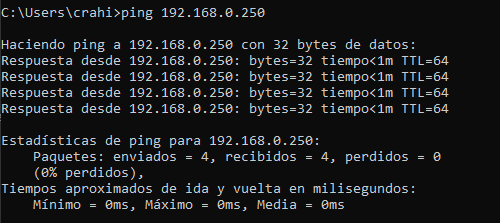 C:\Users\crahi>ping 192.168.0.250
Haciendo ping a 192.168.0.250 con 32 bytes de datos:
Respuesta desde 192.168.0.250: bytes=32 tiempo<1m TTL=64
Respuesta desde 192.168.0.250: bytes=32 tiempo<1m TTL=64
Respuesta desde 192.168.0.250: bytes=32 tiempo<1m TTL=64
Respuesta desde 192.168.0.250: bytes=32 tiempo<1m TTL=64
Estadísticas de ping para 192.168.0.250:
Paquetes: enviados = 4, recibidos = 4, perdidos = 0
(0% perdidos),
Tiempos aproximados de ida y vuelta en milisegundos:
Mínimo = 0ms, Máximo = 0ms, Media = 0ms